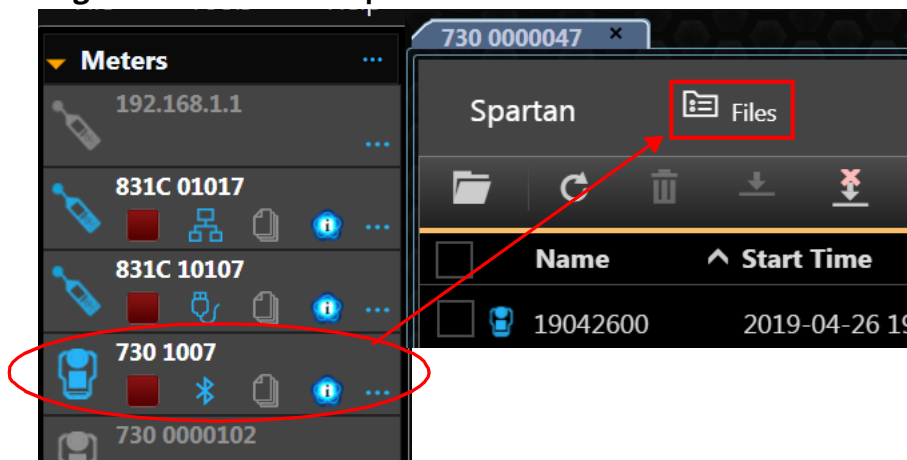 Meters
192.168.1.1
831C 01017
831C 10107
730 1007
730 0000102
730 0000047 ×
Spartan
Files
Name Start Time
19042600 2019-04-26 19